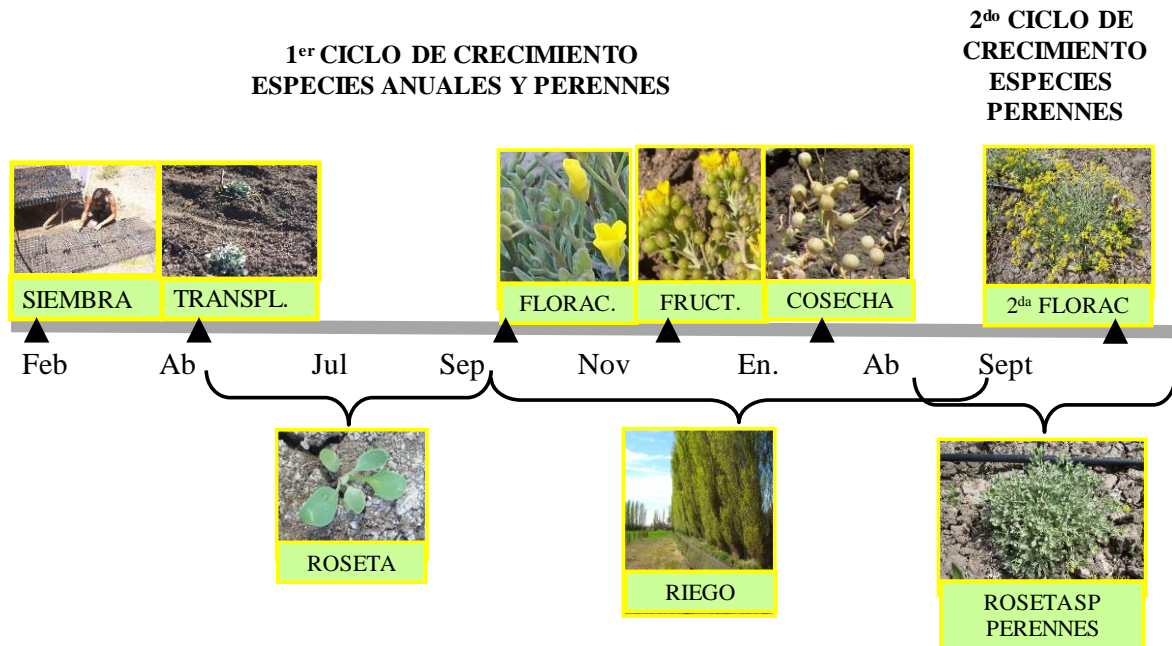 1er CICLO DE CRECIMIENTO
ESPECIES ANUALES Y PERENNES
2do CICLO DE
CRECIMIENTO
ESPECIES
PERENNES
SIEMBRA
TRANSPL.
FLORAC.
FRUCT.
COSECHA
2da FLORAC
Feb
Ab
Jul
Sep
Nov
En.
Ab
Sept
ROSETA
RIEGO
ROSETASP
PERENNES